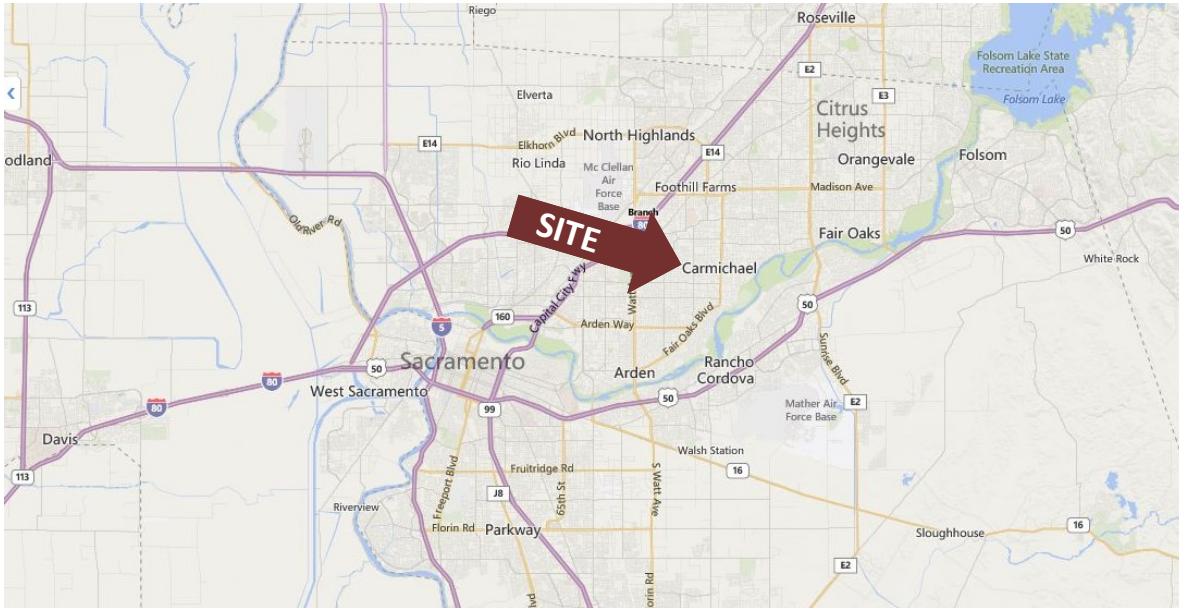 Riego
Roseville
E2
Folsom Lake State
Recreation Area
Folsom Lake
Elverta
E3
Citrus
Heights
North Highlands
Elkhorn Blvd
E14
E14
Rio Linda
Mc Clellan
Air
Force
Base
Orangevale
Folsom
odland
Foothill Farms
Madison Ave
Branch
80
SITE
Old River Rd
Fair Oaks
50
White Rock
Carmichael
Capital City Fwy
Watt
113
160
5
Arden Way
Fair Oaks Blvd
50
Sunrise Blvd
Sacramento
50
80
West Sacramento
Arden
Rancho
Cordova
50
Mather Air
Force Base
E2
80
99
Davis
Walsh Station
113
Fruitridge Rd
16
Freeport Blvd
65th St
S Watt Ave
J8
Riverview
Florin Rd
Parkway
16
Sloughhouse
E2
lvd
orin Rd